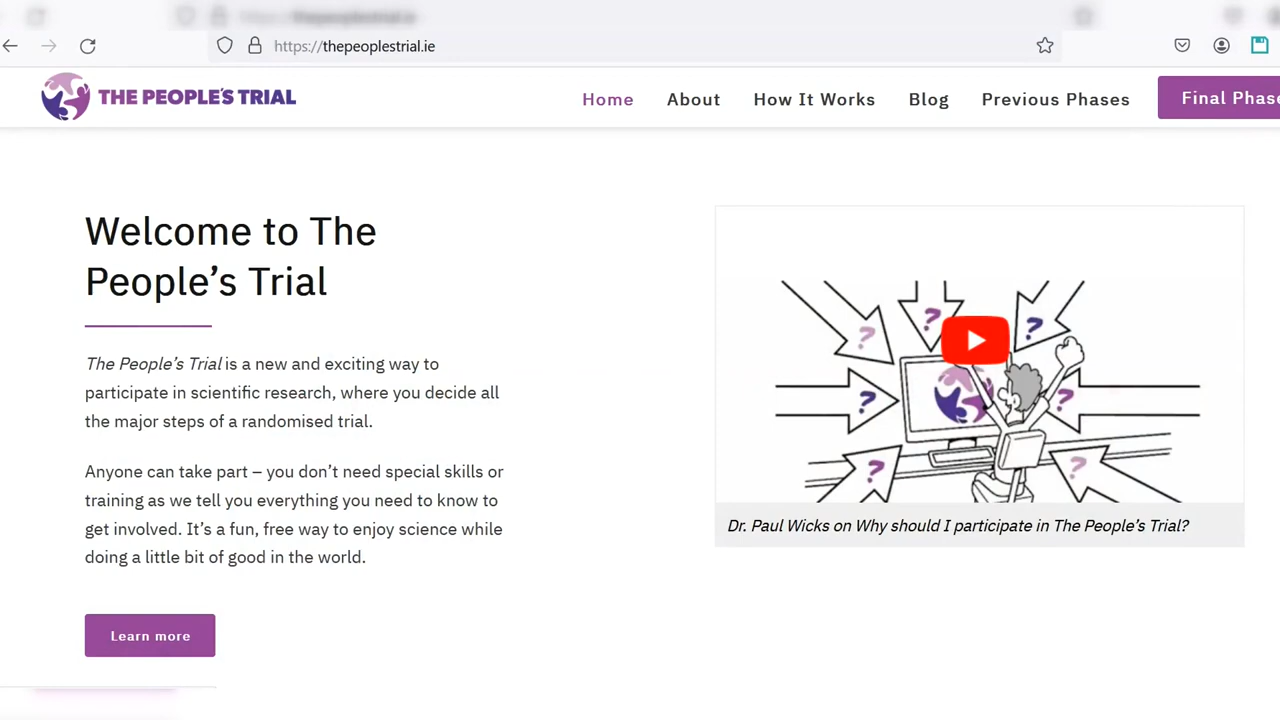 https://thepeoplestrial.ie
THE PEOPLE'S TRIAL
Home About How It Works Blog Previous Phases Final Phase
Welcome to The
People's Trial
The People's Trial is a new and exciting way to
participate in scientific research, where you decide all
the major steps of a randomised trial.
Anyone can take part – you don't need special skills or
training as we tell you everything you need to know to
get involved. It's a fun, free way to enjoy science while
doing a little bit of good in the world.
Learn more
? ? ?
? ?
? ?
Dr. Paul Wicks on Why should I participate in The People's Trial?